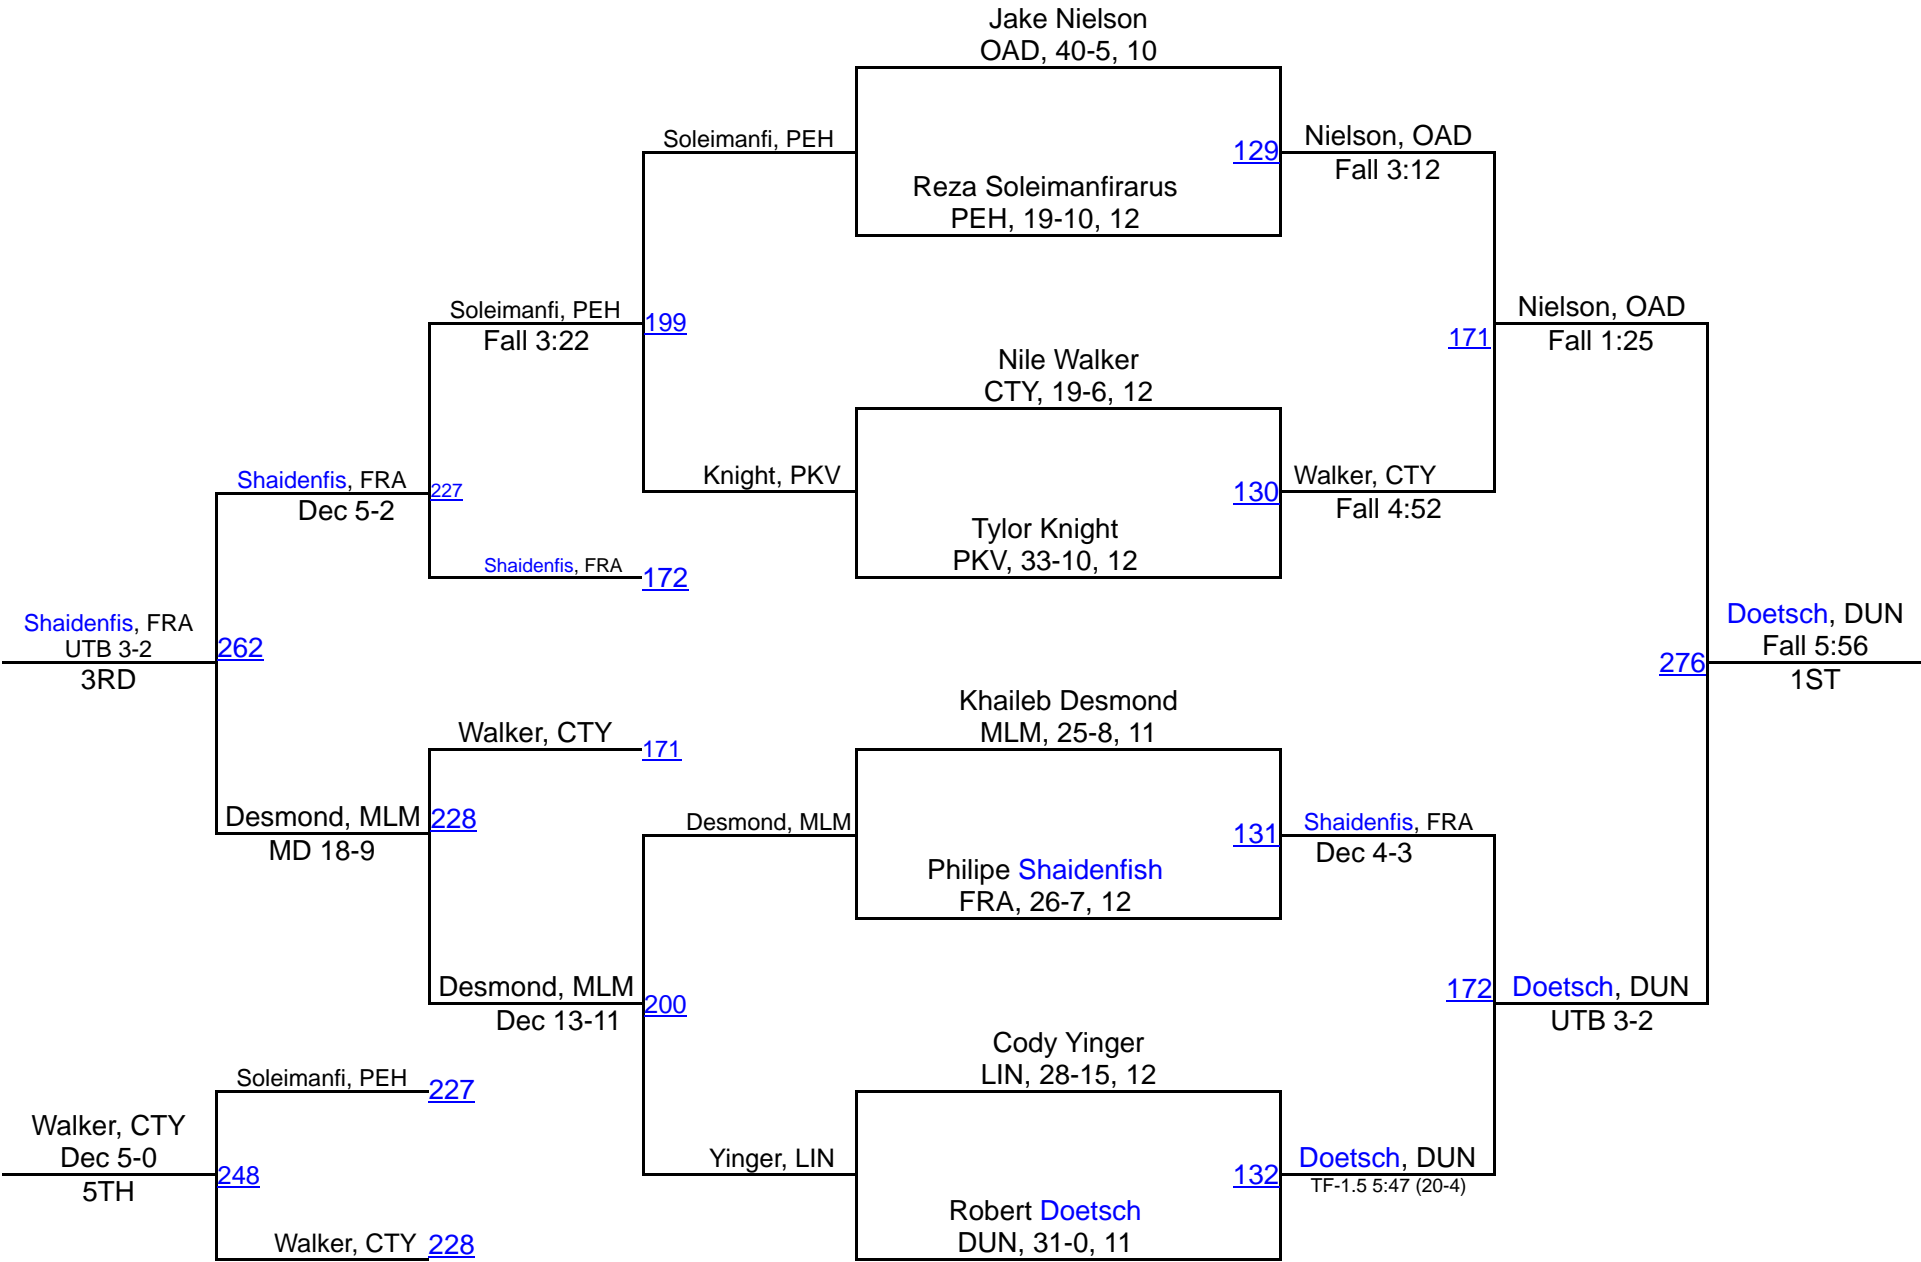 Jake Nielson
OAD, 40-5, 10
Soleimanfi, PEH
129
Nielson, OAD
Fall 3:12
Reza Soleimanfirarus
PEH, 19-10, 12
Soleimanfi, PEH
Fall 3:22
199
Nielson, OAD
Fall 1:25
171
Nile Walker
CTY, 19-6, 12
Shaidenfis, FRA
Dec 5-2
227
Knight, PKV
130
Walker, CTY
Fall 4:52
Tylor Knight
PKV, 33-10, 12
Shaidenfis, FRA
172
Shaidenfis, FRA
UTB 3-2
3RD
262
Doetsch, DUN
Fall 5:56
1ST
276
Khaileb Desmond
MLM, 25-8, 11
Walker, CTY
171
Desmond, MLM
MD 18-9
228
Desmond, MLM
131
Shaidenfis, FRA
Dec 4-3
Philipe Shaidenfish
FRA, 26-7, 12
Desmond, MLM
Dec 13-11
200
172
Doetsch, DUN
UTB 3-2
Cody Yinger
LIN, 28-15, 12
Soleimanfi, PEH
227
Walker, CTY
Dec 5-0
5TH
248
Yinger, LIN
132
Doetsch, DUN
TF-1.5 5:47 (20-4)
Robert Doetsch
DUN, 31-0, 11
Walker, CTY
228